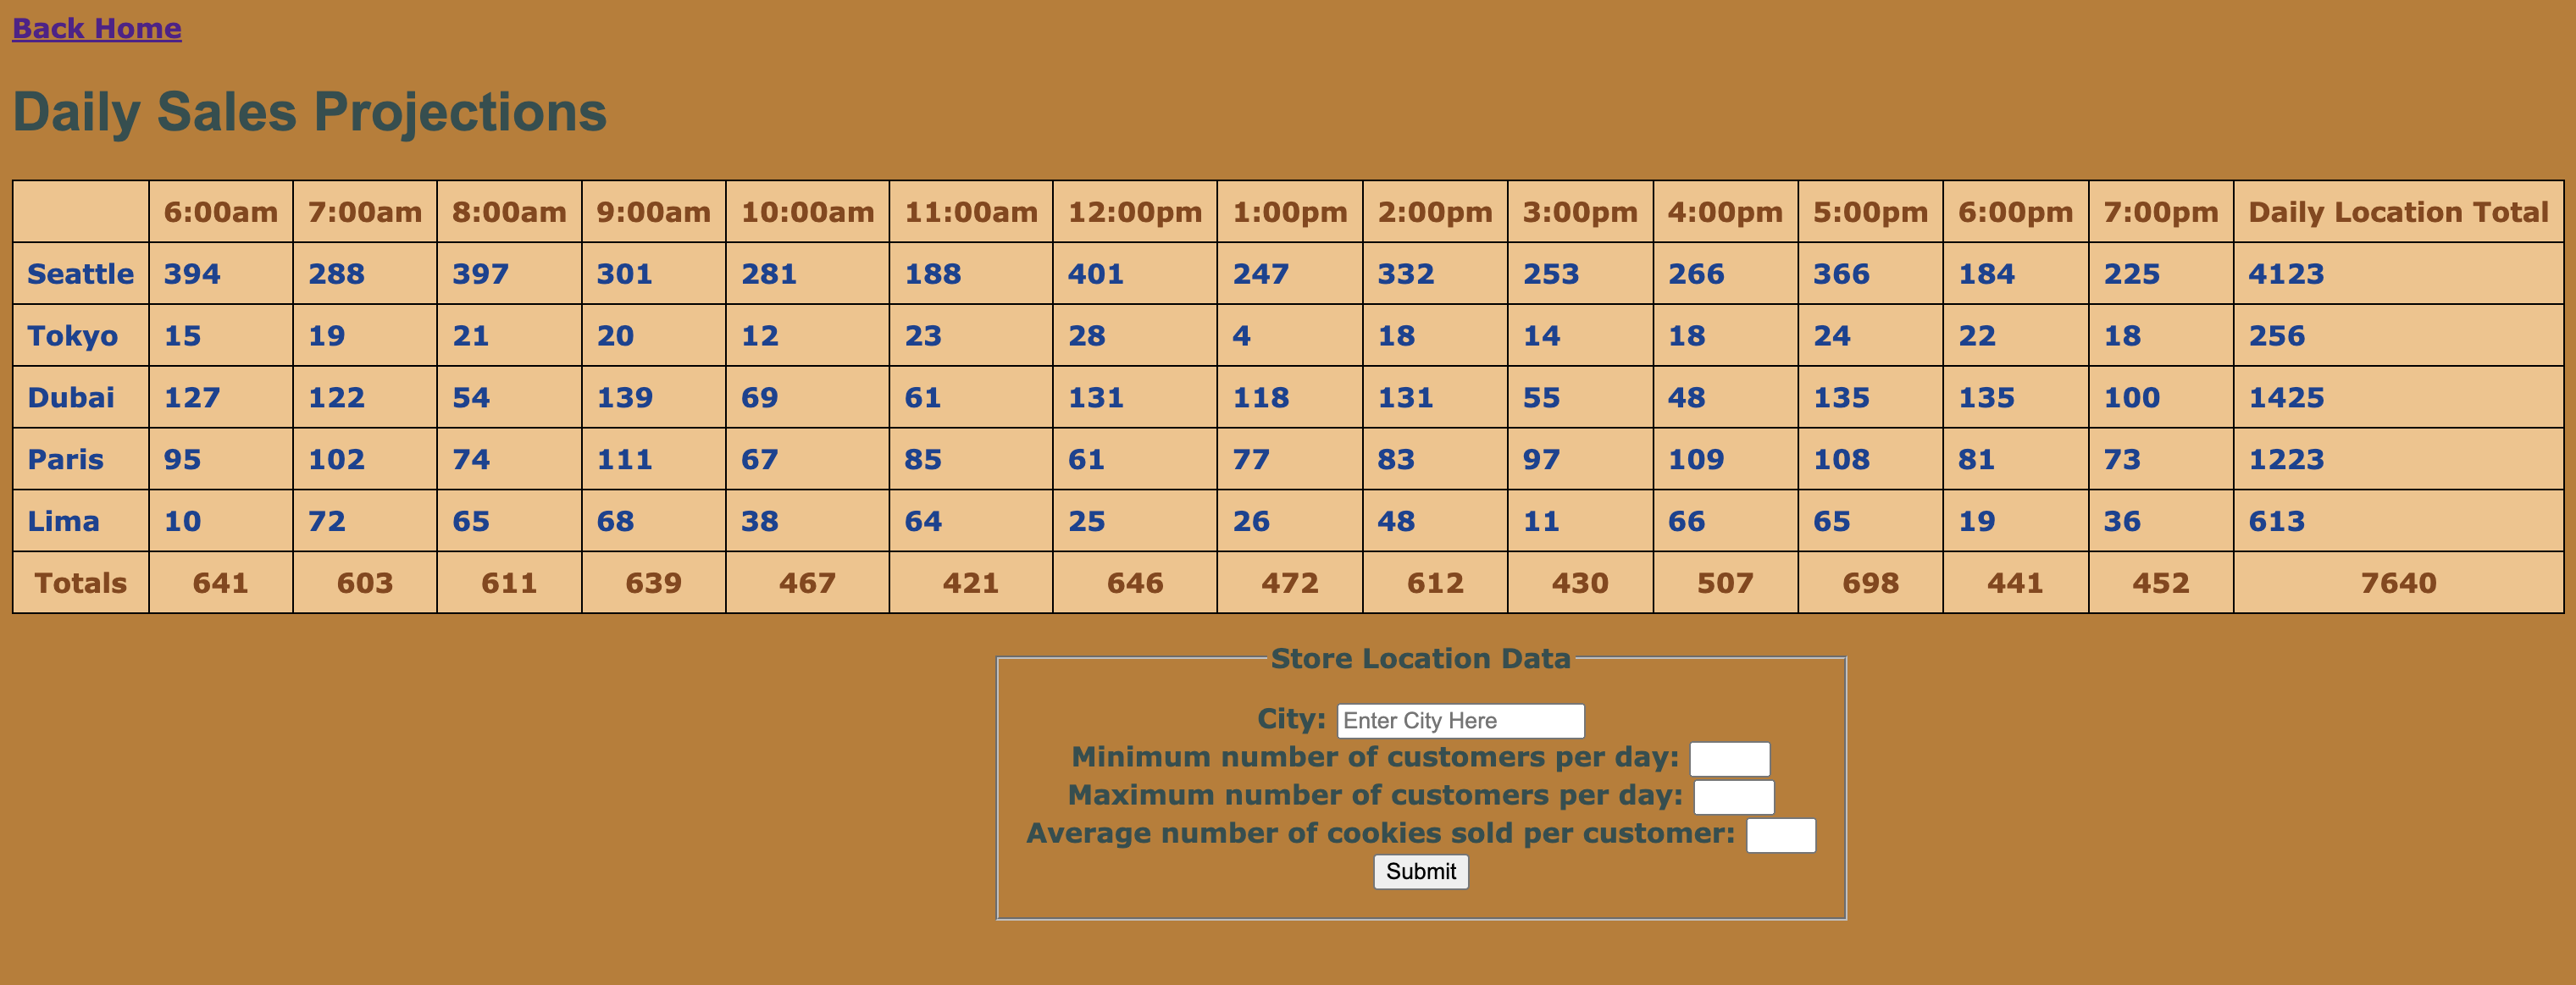 Back Home
Daily Sales Projections
6:00am 7:00am 8:00am 9:00am 10:00am 11:00am 12:00pm 1:00pm 2:00pm 3:00pm 4:00pm 5:00pm 6:00pm 7:00pm Daily Location Total
Seattle 394 288 397 301 281 188 401 247 332 253 266 366 184 225 4123
Tokyo 15 19 21 20 12 23 28 4 18 14 18 24 22 18 256
Dubai 127 122 54 139 69 61 131 118 131 55 48 135 135 100 1425
Paris 95 102 74 111 67 85 61 77 83 97 109 108 81 73 1223
Lima 10 72 65 68 38 64 25 26 48 11 66 65 19 36 613
Totals 641 603 611 639 467 421 646 472 612 430 507 698 441 452 7640
Store Location Data
City: Enter City Here
Minimum number of customers per day:
Maximum number of customers per day:
Average number of cookies sold per customer:
Submit